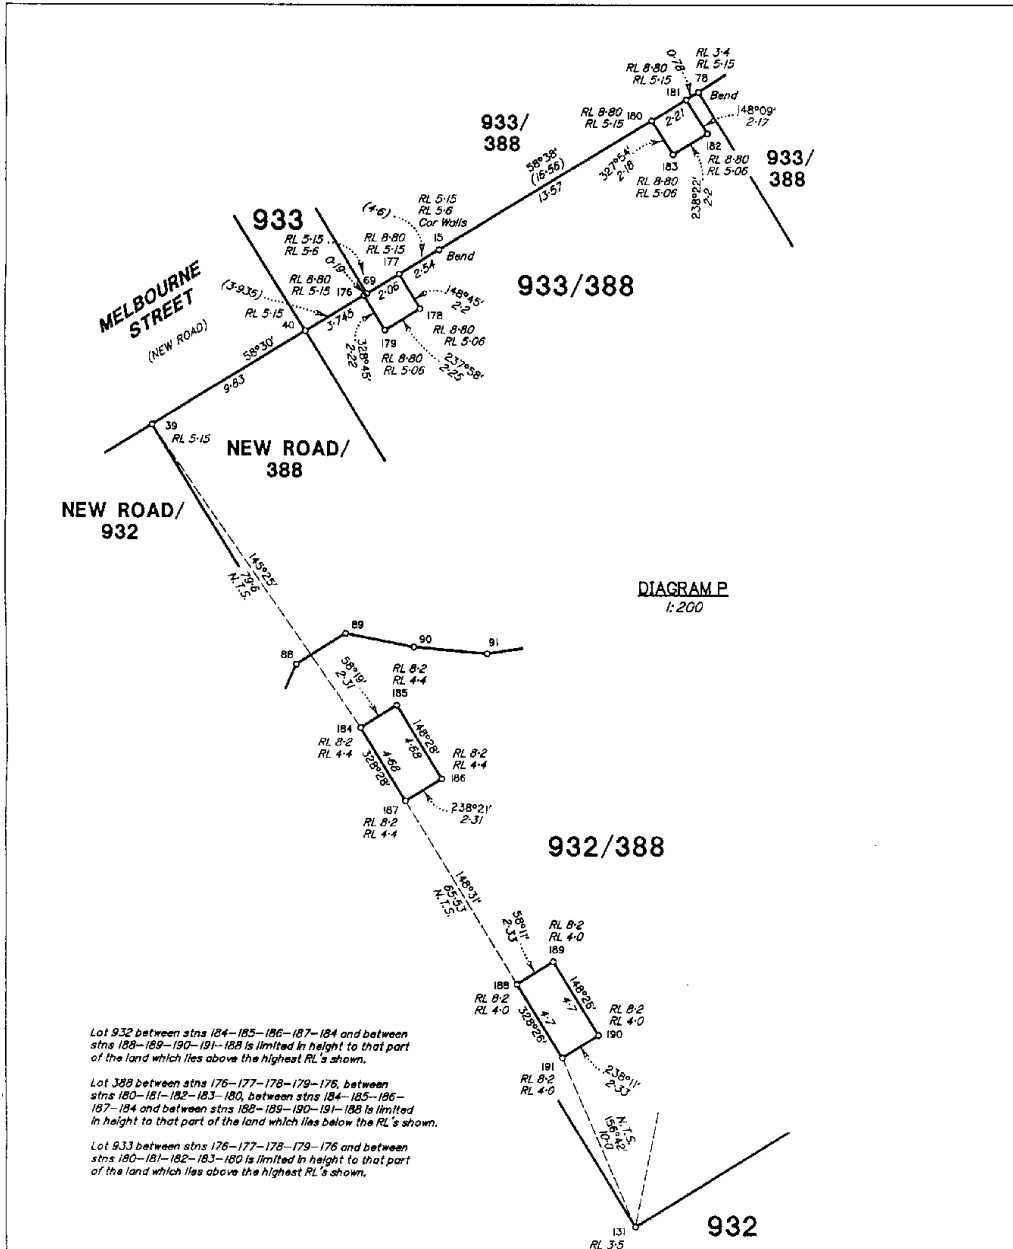 RL 3·4
RL 5·15
78
Bend
0·78
RL 8·80
RL 5·15
181
148°09'
2·17
933/
388
RL 8·80
RL 5·15
180
2·21
182
RL 8·80
RL 5·06
933/
388
58°38'
(16·56)
13·57
327°54'
2·18
183
RL 8·80
RL 5·06
238°22'
2·2
RL 5·15
RL 5·6
Cor Walls
15
Bend
(4·6)
933
RL 5·15
RL 5·6
RL 8·80
RL 5·15
177
2·54
0·19
69
RL 8·80
RL 5·15
176
2·06
148°45'
2·2
933/388
178
RL 8·80
RL 5·06
MELBOURNE
STREET
(NEW ROAD)
(3·935)
RL 5·15
40
3·745
328°45'
2·22
179
RL 8·80
RL 5·06
237°58'
2·25
58°30'
9·83
39
RL 5·15
NEW ROAD/
388
NEW ROAD/
932
145°25'
79·6
N.T.S.
DIAGRAM P
1:200
88
89
90
91
58°19'
2·31
RL 8·2
RL 4·4
185
184
RL 8·2
RL 4·4
148°28'
4·68
4·68
328°28'
RL 8·2
RL 4·4
186
187
RL 8·2
RL 4·4
238°21'
2·31
932/388
148°31'
65·53
N.T.S.
58°11'
2·33
RL 8·2
RL 4·0
189
188
RL 8·2
RL 4·0
148°26'
4·7
4·7
328°26'
RL 8·2
RL 4·0
190
191
RL 8·2
RL 4·0
238°11'
2·33
N.T.S.
156°42'
10·0
131
RL 3·5
932
Lot 932 between stns 184-185-186-187-184 and between
stns 188-189-190-191-188 is limited in height to that part
of the land which lies above the highest RL's shown.
Lot 388 between stns 176-177-178-179-176, between
stns 180-181-182-183-180, between stns 184-185-186-
187-184 and between stns 188-189-190-191-188 is limited
in height to that part of the land which lies below the RL's shown.
Lot 933 between stns 176-177-178-179-176 and between
stns 180-181-182-183-180 is limited in height to that part
of the land which lies above the highest RL's shown.